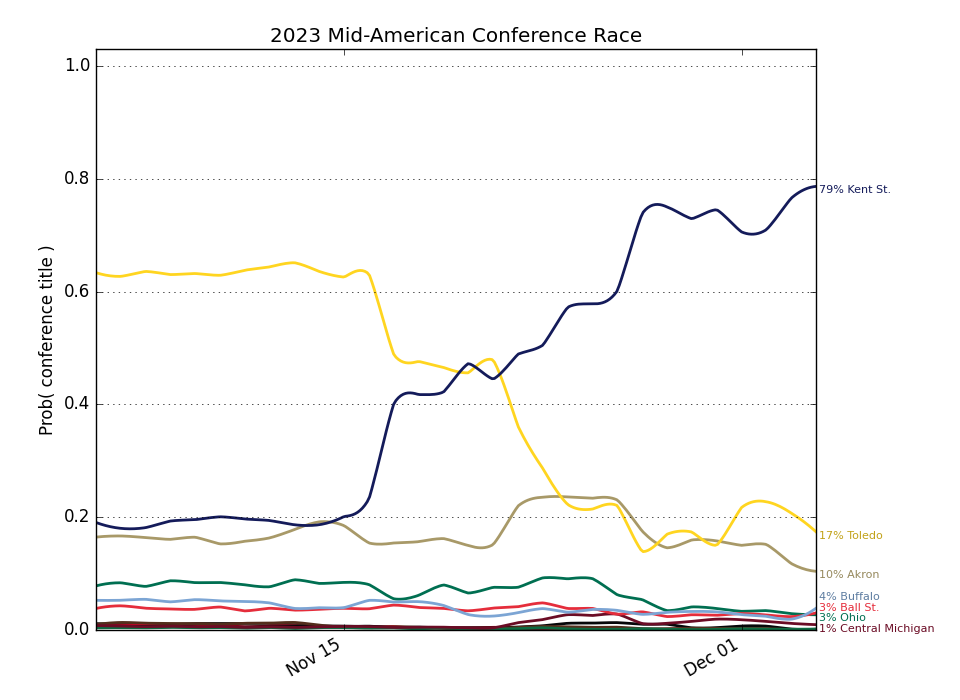 2023 Mid-American Conference Race
Prob( conference title )
1.0
0.8
0.6
0.4
0.2
0.0
Nov 15
Dec 01
79% Kent St.
17% Toledo
10% Akron
4% Buffalo
3% Ball St.
3% Ohio
1% Central Michigan